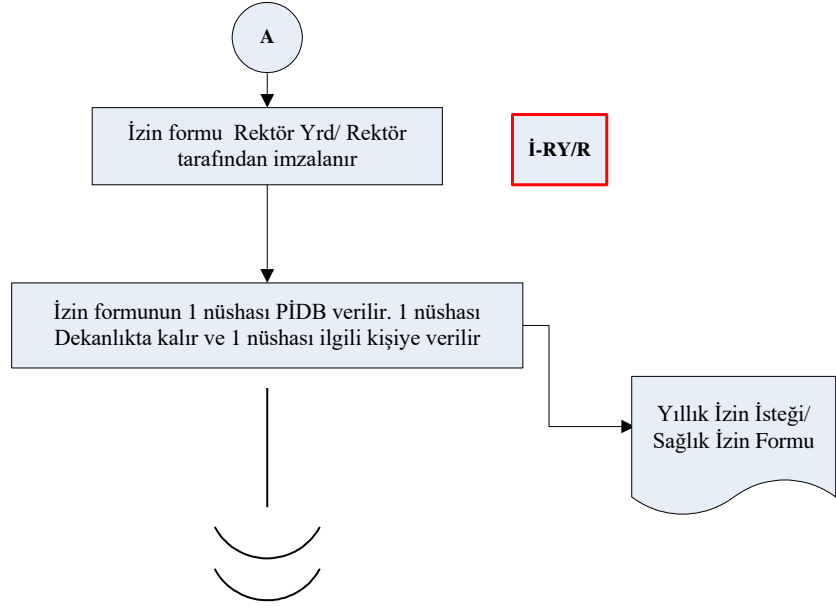 A
İzin formu Rektör Yrd/ Rektör
tarafından imzalanır
İ-RY/R
İzin formunun 1 nüshası PİDB verilir. 1 nüshası
Dekanlıkta kalır ve 1 nüshası ilgili kişiye verilir
Yıllık İzin İsteği/
Sağlık İzin Formu